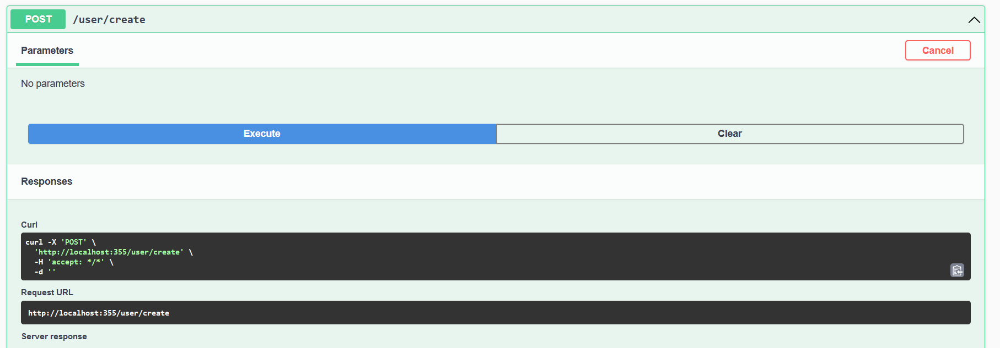 POST /user/create
Parameters
Cancel
No parameters
Execute
Clear
Responses
Curl
curl -X 'POST' \
  'http://localhost:355/user/create' \
  -H 'accept: */*' \
  -d ''
Request URL
http://localhost:355/user/create
Server response